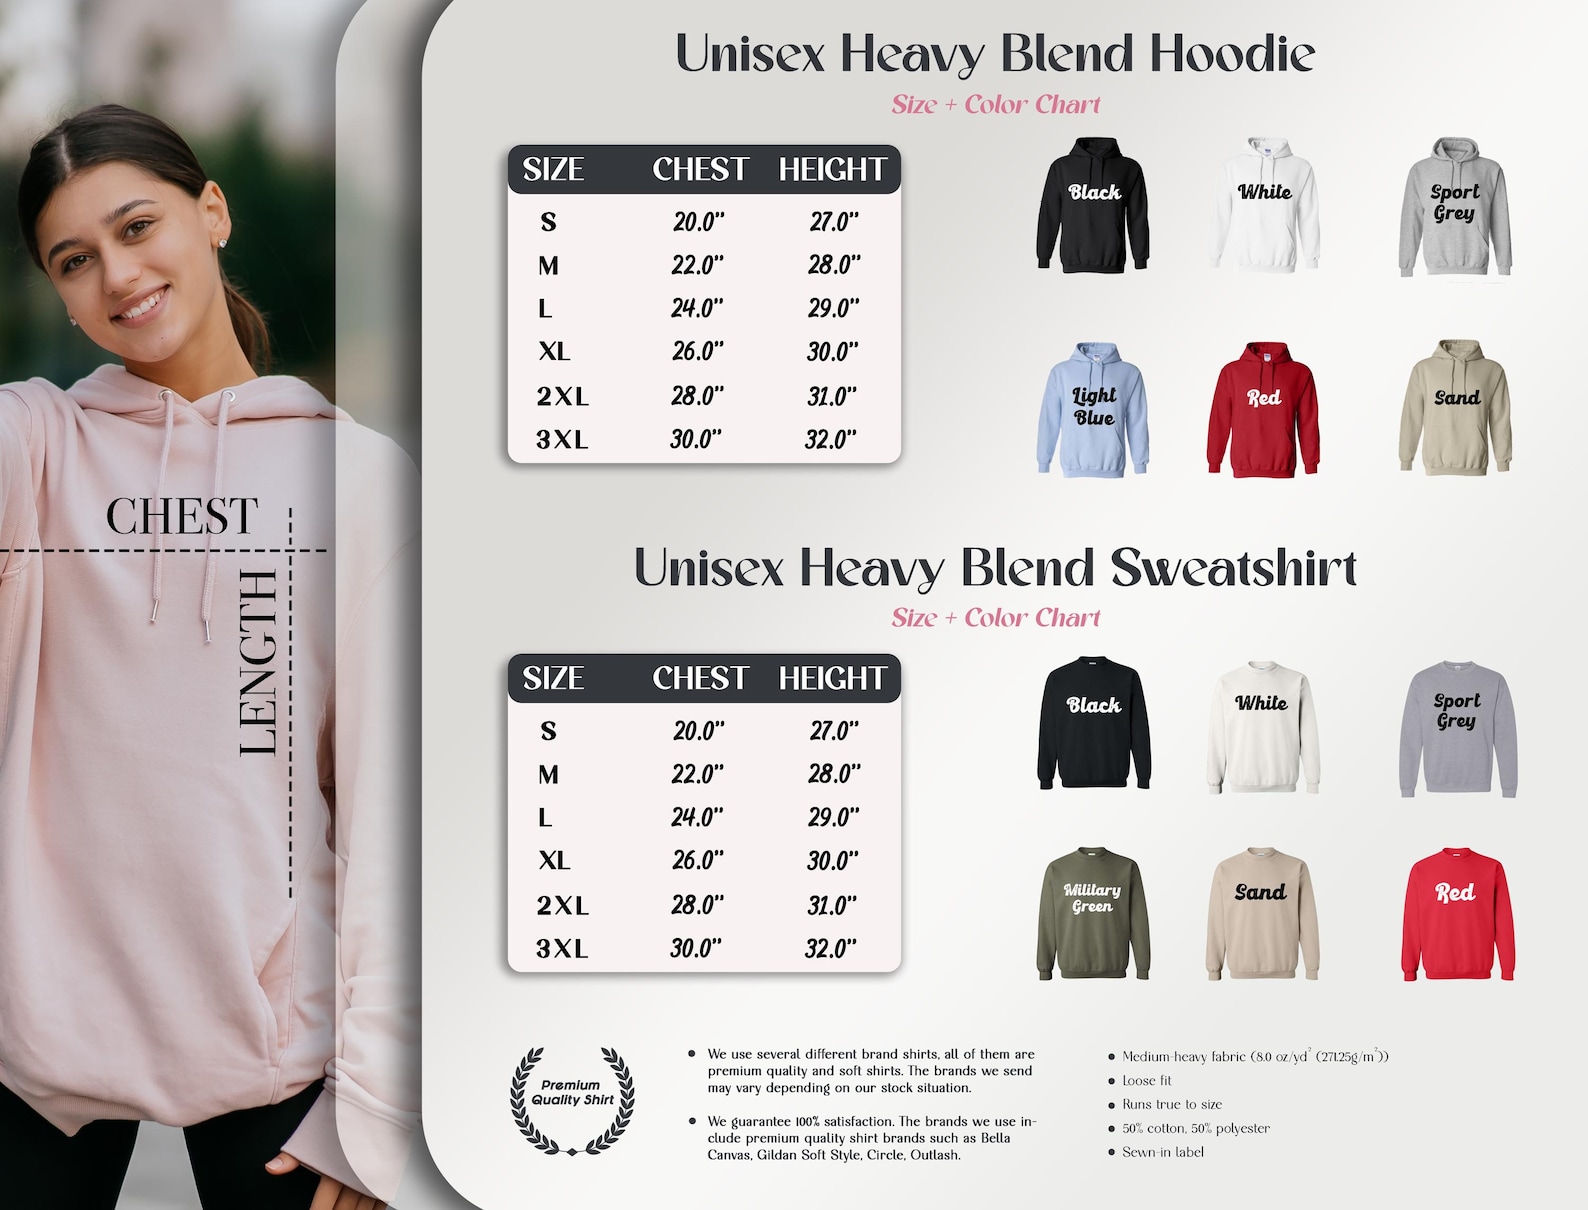 Unisex Heavy Blend Hoodie
Size + Color Chart
SIZE CHEST HEIGHT
S 20.0" 27.0"
M 22.0" 28.0"
L 24.0" 29.0"
XL 26.0" 30.0"
2XL 28.0" 31.0"
3XL 30.0" 32.0"
Black
White
Sport
Grey
Light
Blue
Red
Sand
CHEST
LENGTH
Unisex Heavy Blend Sweatshirt
Size + Color Chart
SIZE CHEST HEIGHT
S 20.0" 27.0"
M 22.0" 28.0"
L 24.0" 29.0"
XL 26.0" 30.0"
2XL 28.0" 31.0"
3XL 30.0" 32.0"
Black
White
Sport
Grey
Military
Green
Sand
Red
Premium
Quality Shirt
• We use several different brand shirts, all of them are
premium quality and soft shirts. The brands we send
may vary depending on our stock situation.
• We guarantee 100% satisfaction. The brands we use in-
clude premium quality shirt brands such as Bella
Canvas, Gildan Soft Style, Circle, Outlash.
• Medium-heavy fabric (8.0 oz/yd² (271.25g/m²))
• Loose fit
• Runs true to size
• 50% cotton, 50% polyester
• Sewn-in label